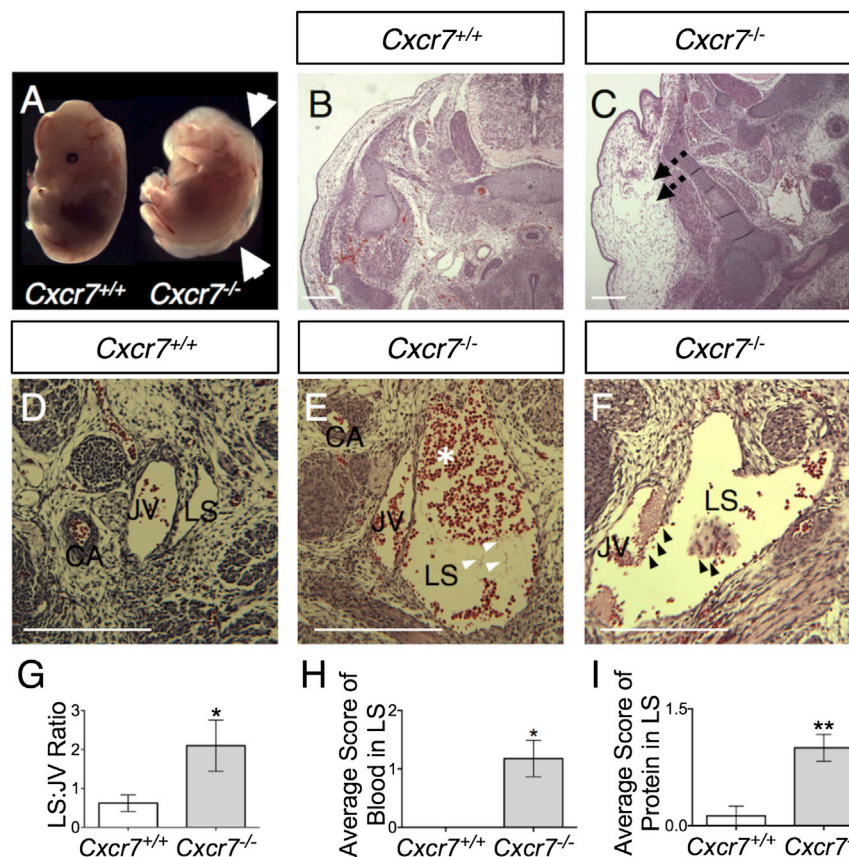 Cxcr7+/+ Cxcr7-/-
A B C
Cxcr7+/+ Cxcr7-/-
Cxcr7+/+ Cxcr7-/- Cxcr7-/-
D E F
CA JV LS
CA * JV LS
JV LS
G H I
LS:JV Ratio
3
2
1
0
*
Cxcr7+/+ Cxcr7-/-
Average Score of
Blood in LS
2
1
0
*
Cxcr7+/+ Cxcr7-/-
Average Score of
Protein in LS
1.5
0.0
**
Cxcr7+/+ Cxcr7-